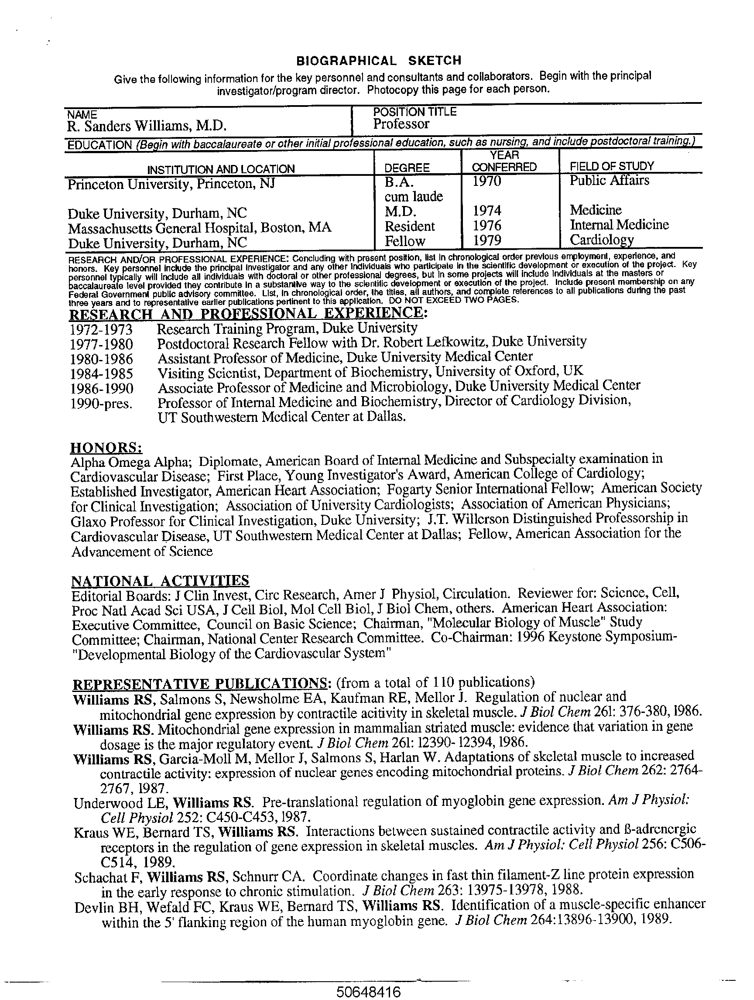 BIOGRAPHICAL SKETCH
Give the following information for the key personnel and consultants and collaborators. Begin with the principal
investigator/program director. Photocopy this page for each person.
NAME POSITION TITLE
R. Sanders Williams, M.D. Professor
EDUCATION (Begin with baccalaureate or other initial professional education, such as nursing, and include postdoctoral training.)
INSTITUTION AND LOCATION DEGREE YEAR CONFERRED FIELD OF STUDY
Princeton University, Princeton, NJ B.A. 1970 Public Affairs
cum laude
Duke University, Durham, NC M.D. 1974 Medicine
Massachusetts General Hospital, Boston, MA Resident 1976 Internal Medicine
Duke University, Durham, NC Fellow 1979 Cardiology
RESEARCH AND/OR PROFESSIONAL EXPERIENCE: Concluding with present position, list in chronological order previous employment, experience, and
honors. Key personnel include the principal investigator and any other individuals who participate in the scientific development or execution of the project. Key
personnel typically will include all individuals with doctoral or other professional degrees, but in some projects will include individuals at the masters or
baccalaureate level provided they contribute in a substantive way to the scientific development or execution of the project. Include present membership on any
Federal Government public advisory committee. List, in chronological order, the titles, all authors, and complete references to all publications during the past
three years and to representative earlier publications pertinent to this application. DO NOT EXCEED TWO PAGES.
RESEARCH AND PROFESSIONAL EXPERIENCE:
1972-1973 Research Training Program, Duke University
1977-1980 Postdoctoral Research Fellow with Dr. Robert Lefkowitz, Duke University
1980-1986 Assistant Professor of Medicine, Duke University Medical Center
1984-1985 Visiting Scientist, Department of Biochemistry, University of Oxford, UK
1986-1990 Associate Professor of Medicine and Microbiology, Duke University Medical Center
1990-pres. Professor of Internal Medicine and Biochemistry, Director of Cardiology Division,
UT Southwestern Medical Center at Dallas.
HONORS:
Alpha Omega Alpha; Diplomate, American Board of Internal Medicine and Subspecialty examination in
Cardiovascular Disease; First Place, Young Investigator's Award, American College of Cardiology;
Established Investigator, American Heart Association; Fogarty Senior International Fellow; American Society
for Clinical Investigation; Association of University Cardiologists; Association of American Physicians;
Glaxo Professor for Clinical Investigation, Duke University; J.T. Willerson Distinguished Professorship in
Cardiovascular Disease, UT Southwestern Medical Center at Dallas; Fellow, American Association for the
Advancement of Science
NATIONAL ACTIVITIES
Editorial Boards: J Clin Invest, Circ Research, Amer J Physiol, Circulation. Reviewer for: Science, Cell,
Proc Natl Acad Sci USA, J Cell Biol, Mol Cell Biol, J Biol Chem, others. American Heart Association:
Executive Committee, Council on Basic Science; Chairman, "Molecular Biology of Muscle" Study
Committee; Chairman, National Center Research Committee. Co-Chairman: 1996 Keystone Symposium-
"Developmental Biology of the Cardiovascular System"
REPRESENTATIVE PUBLICATIONS: (from a total of 110 publications)
Williams RS, Salmons S, Newsholme EA, Kaufman RE, Mellor J. Regulation of nuclear and
mitochondrial gene expression by contractile acitivity in skeletal muscle. J Biol Chem 261: 376-380, 1986.
Williams RS. Mitochondrial gene expression in mammalian striated muscle: evidence that variation in gene
dosage is the major regulatory event. J Biol Chem 261: 12390-12394, 1986.
Williams RS, Garcia-Moll M, Mellor J, Salmons S, Harlan W. Adaptations of skeletal muscle to increased
contractile activity: expression of nuclear genes encoding mitochondrial proteins. J Biol Chem 262: 2764-
2767, 1987.
Underwood LE, Williams RS. Pre-translational regulation of myoglobin gene expression. Am J Physiol:
Cell Physiol 252: C450-C453, 1987.
Kraus WE, Bernard TS, Williams RS. Interactions between sustained contractile activity and ß-adrenergic
receptors in the regulation of gene expression in skeletal muscles. Am J Physiol: Cell Physiol 256: C506-
C514, 1989.
Schachat F, Williams RS, Schnurr CA. Coordinate changes in fast thin filament-Z line protein expression
in the early response to chronic stimulation. J Biol Chem 263: 13975-13978, 1988.
Devlin BH, Wefald FC, Kraus WE, Bernard TS, Williams RS. Identification of a muscle-specific enhancer
within the 5' flanking region of the human myoglobin gene. J Biol Chem 264:13896-13900, 1989.
50648416